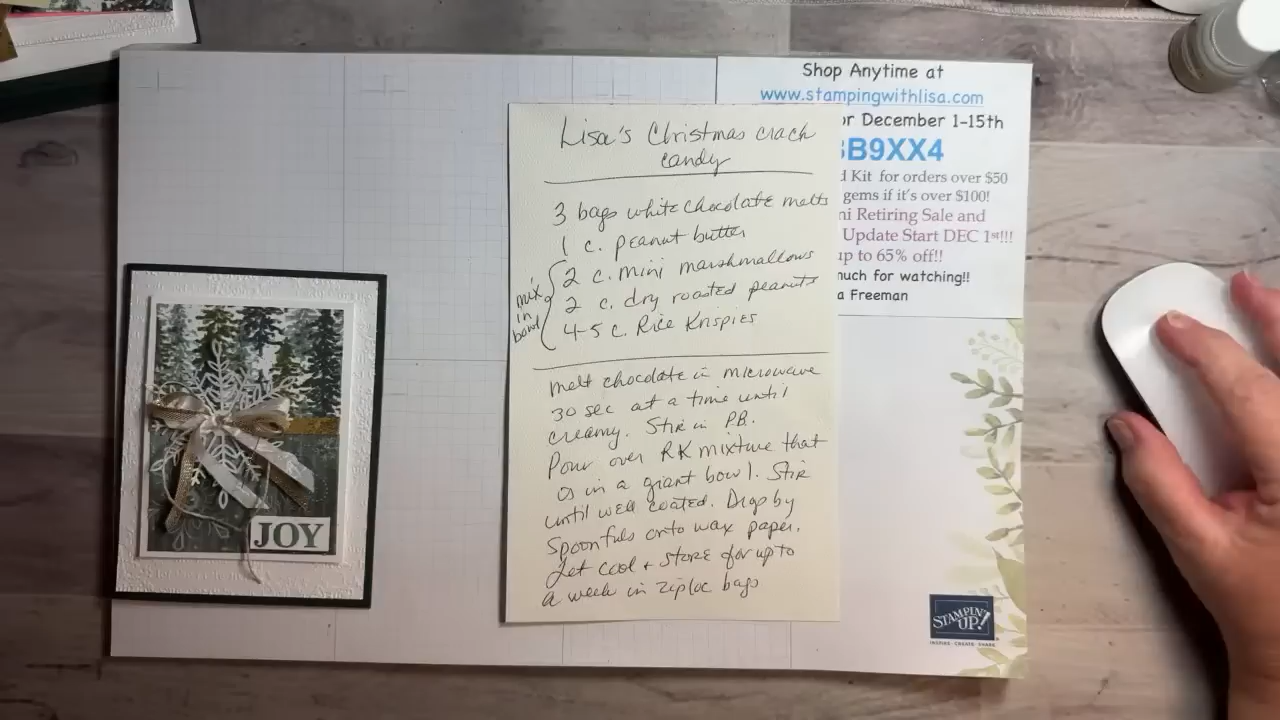 Shop Anytime at
www.stampingwithlisa.com
or December 1-15th
B9XX4
d Kit for orders over $50
gems if it's over $100!
ni Retiring Sale and
Update Start DEC 1st!!!
up to 65% off!!
much for watching!!
a Freeman
Lisa's Christmas crack
candy
3 bags white chocolate melts
1 c. peanut butter
mix in bowl
2 c. mini marshmallows
2 c. dry roasted peanuts
4-5 c. Rice Krispies
melt chocolate in microwave
30 sec at a time until
creamy. Stir in P.B.
Pour over RK mixture that
is in a giant bowl. Stir
until well coated. Drop by
Spoonfuls onto wax paper.
Let cool + store for up to
a week in ziploc bags
JOY
STAMPIN' UP!
INSPIRE · CREATE · SHARE